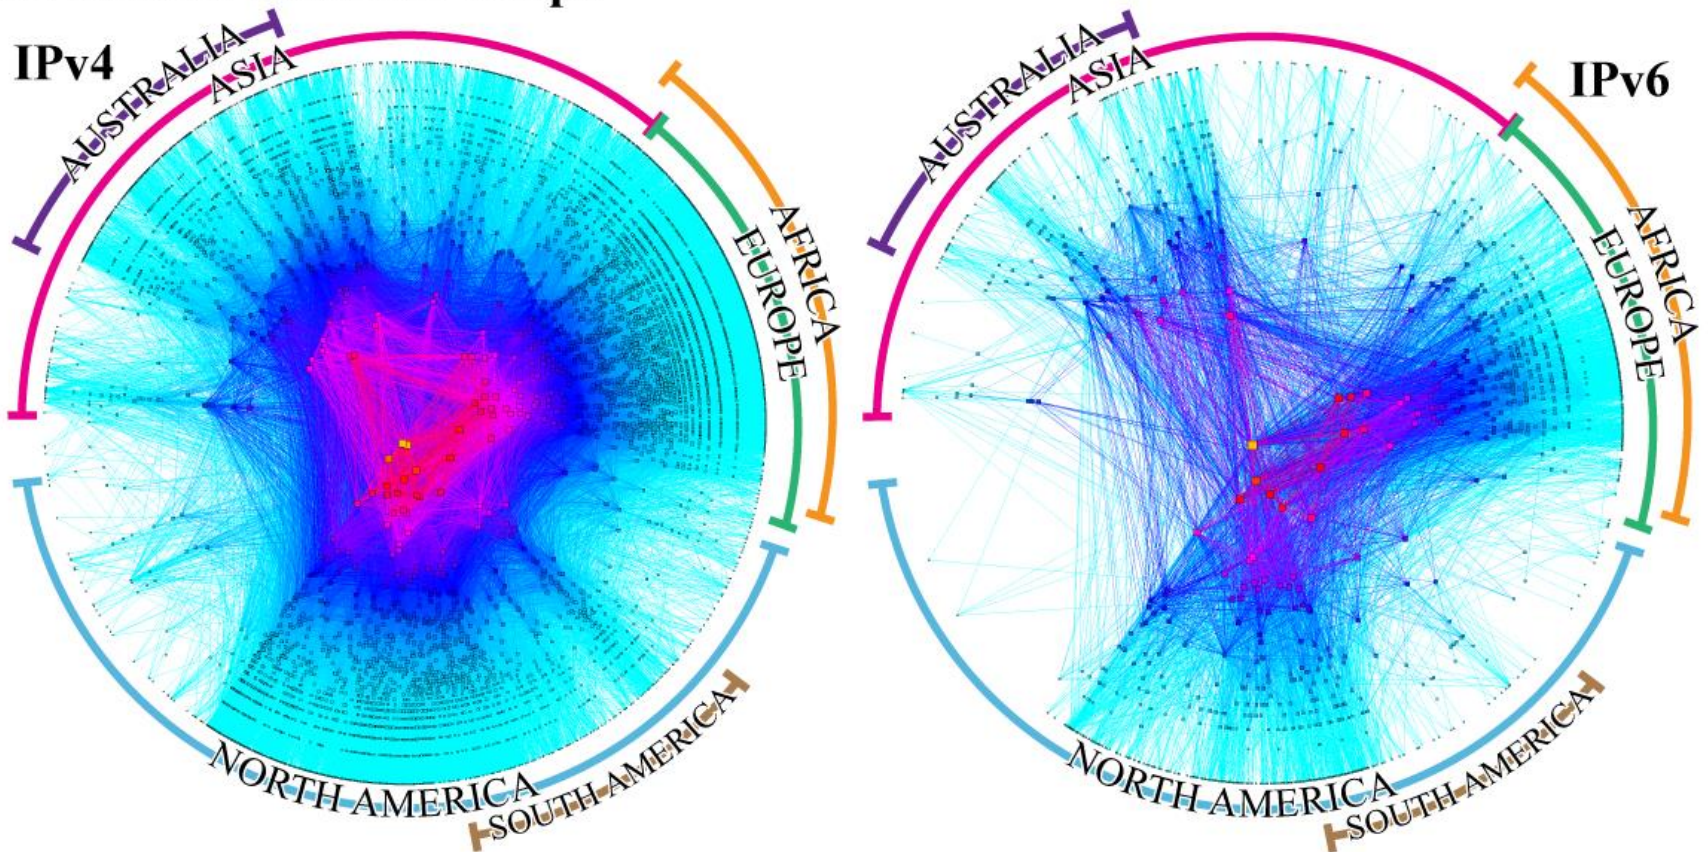 IPv4
AUSTRALIA
ASIA
AFRICA
EUROPE
NORTH AMERICA
SOUTH AMERICA
IPv6
AUSTRALIA
ASIA
AFRICA
EUROPE
NORTH AMERICA
SOUTH AMERICA